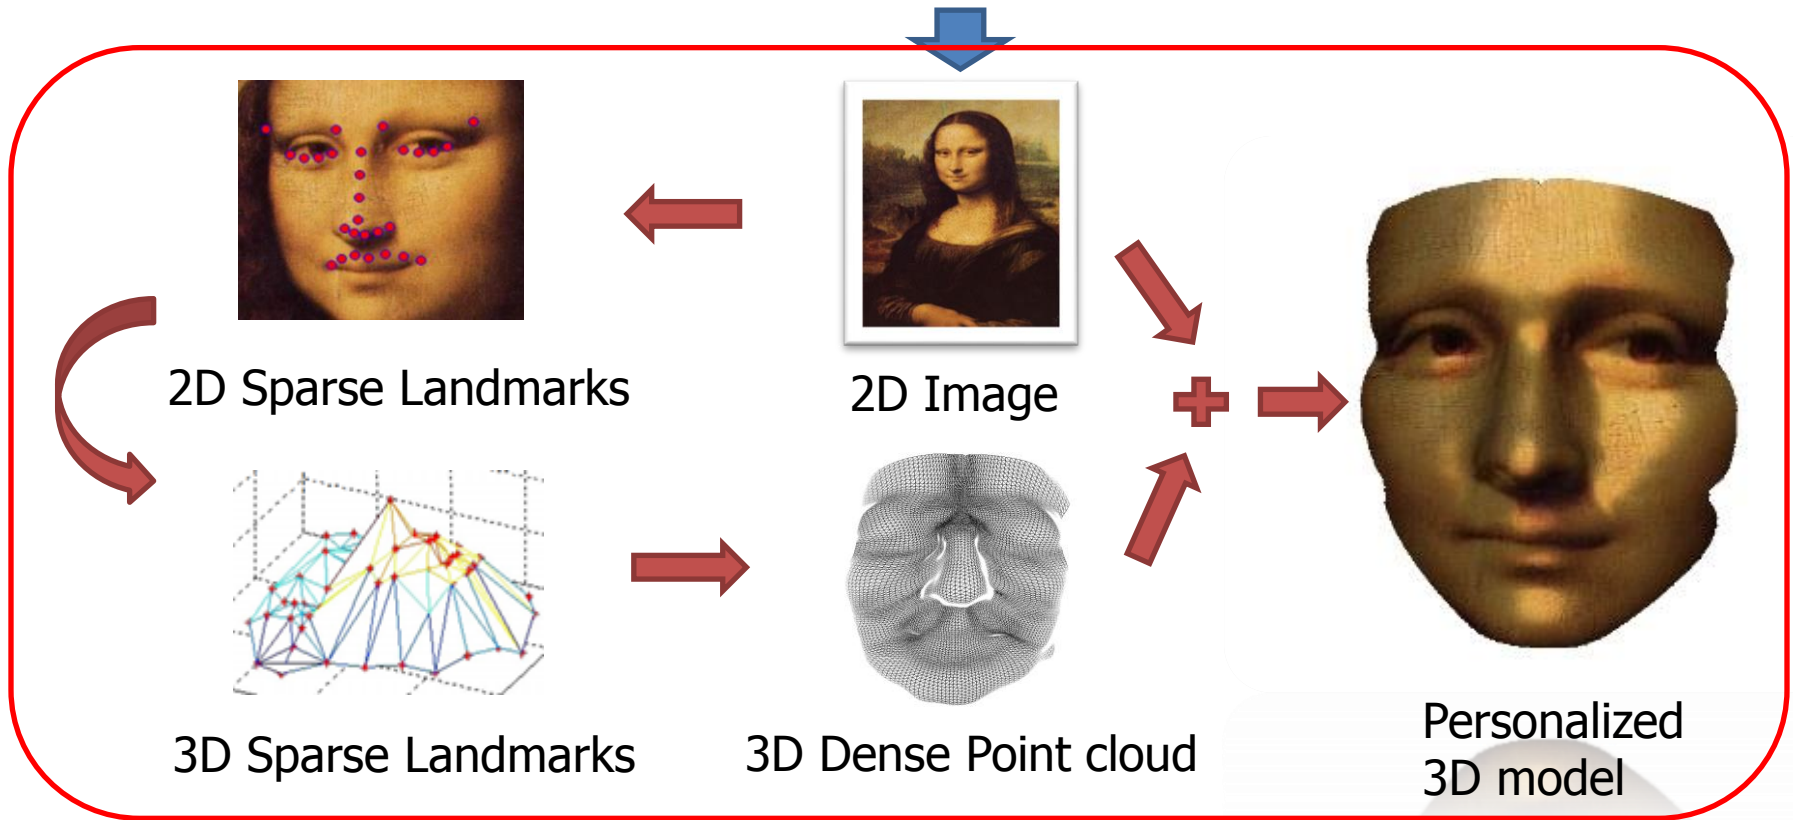 2D Sparse Landmarks
2D Image
3D Sparse Landmarks
3D Dense Point cloud
Personalized
3D model